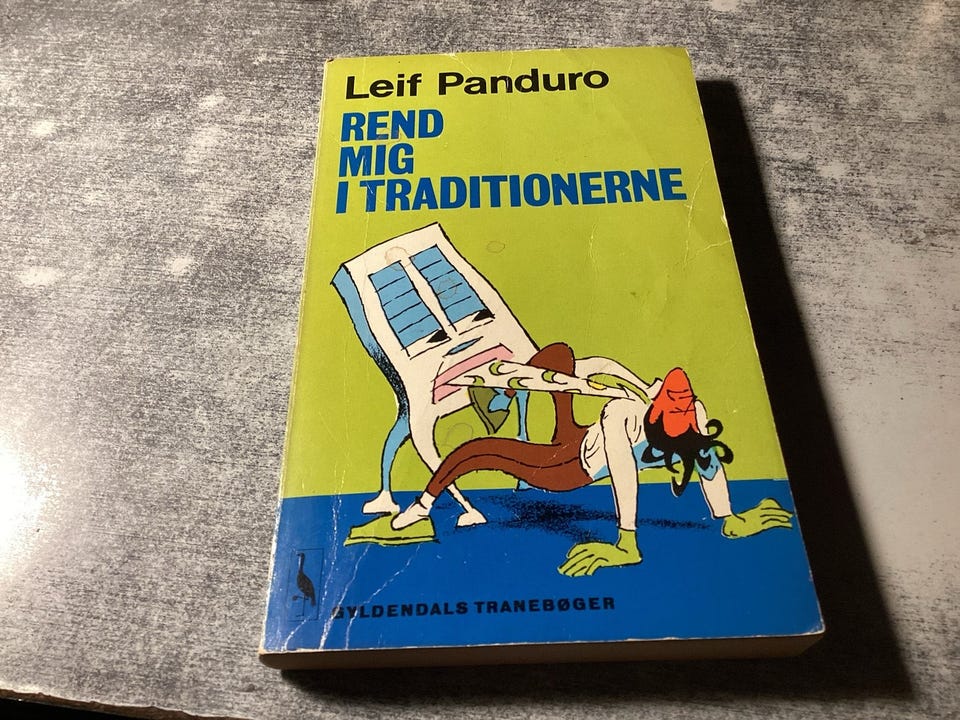 Leif Panduro
REND
MIG
I TRADITIONERNE
GYLDENDALS TRANEBØGER